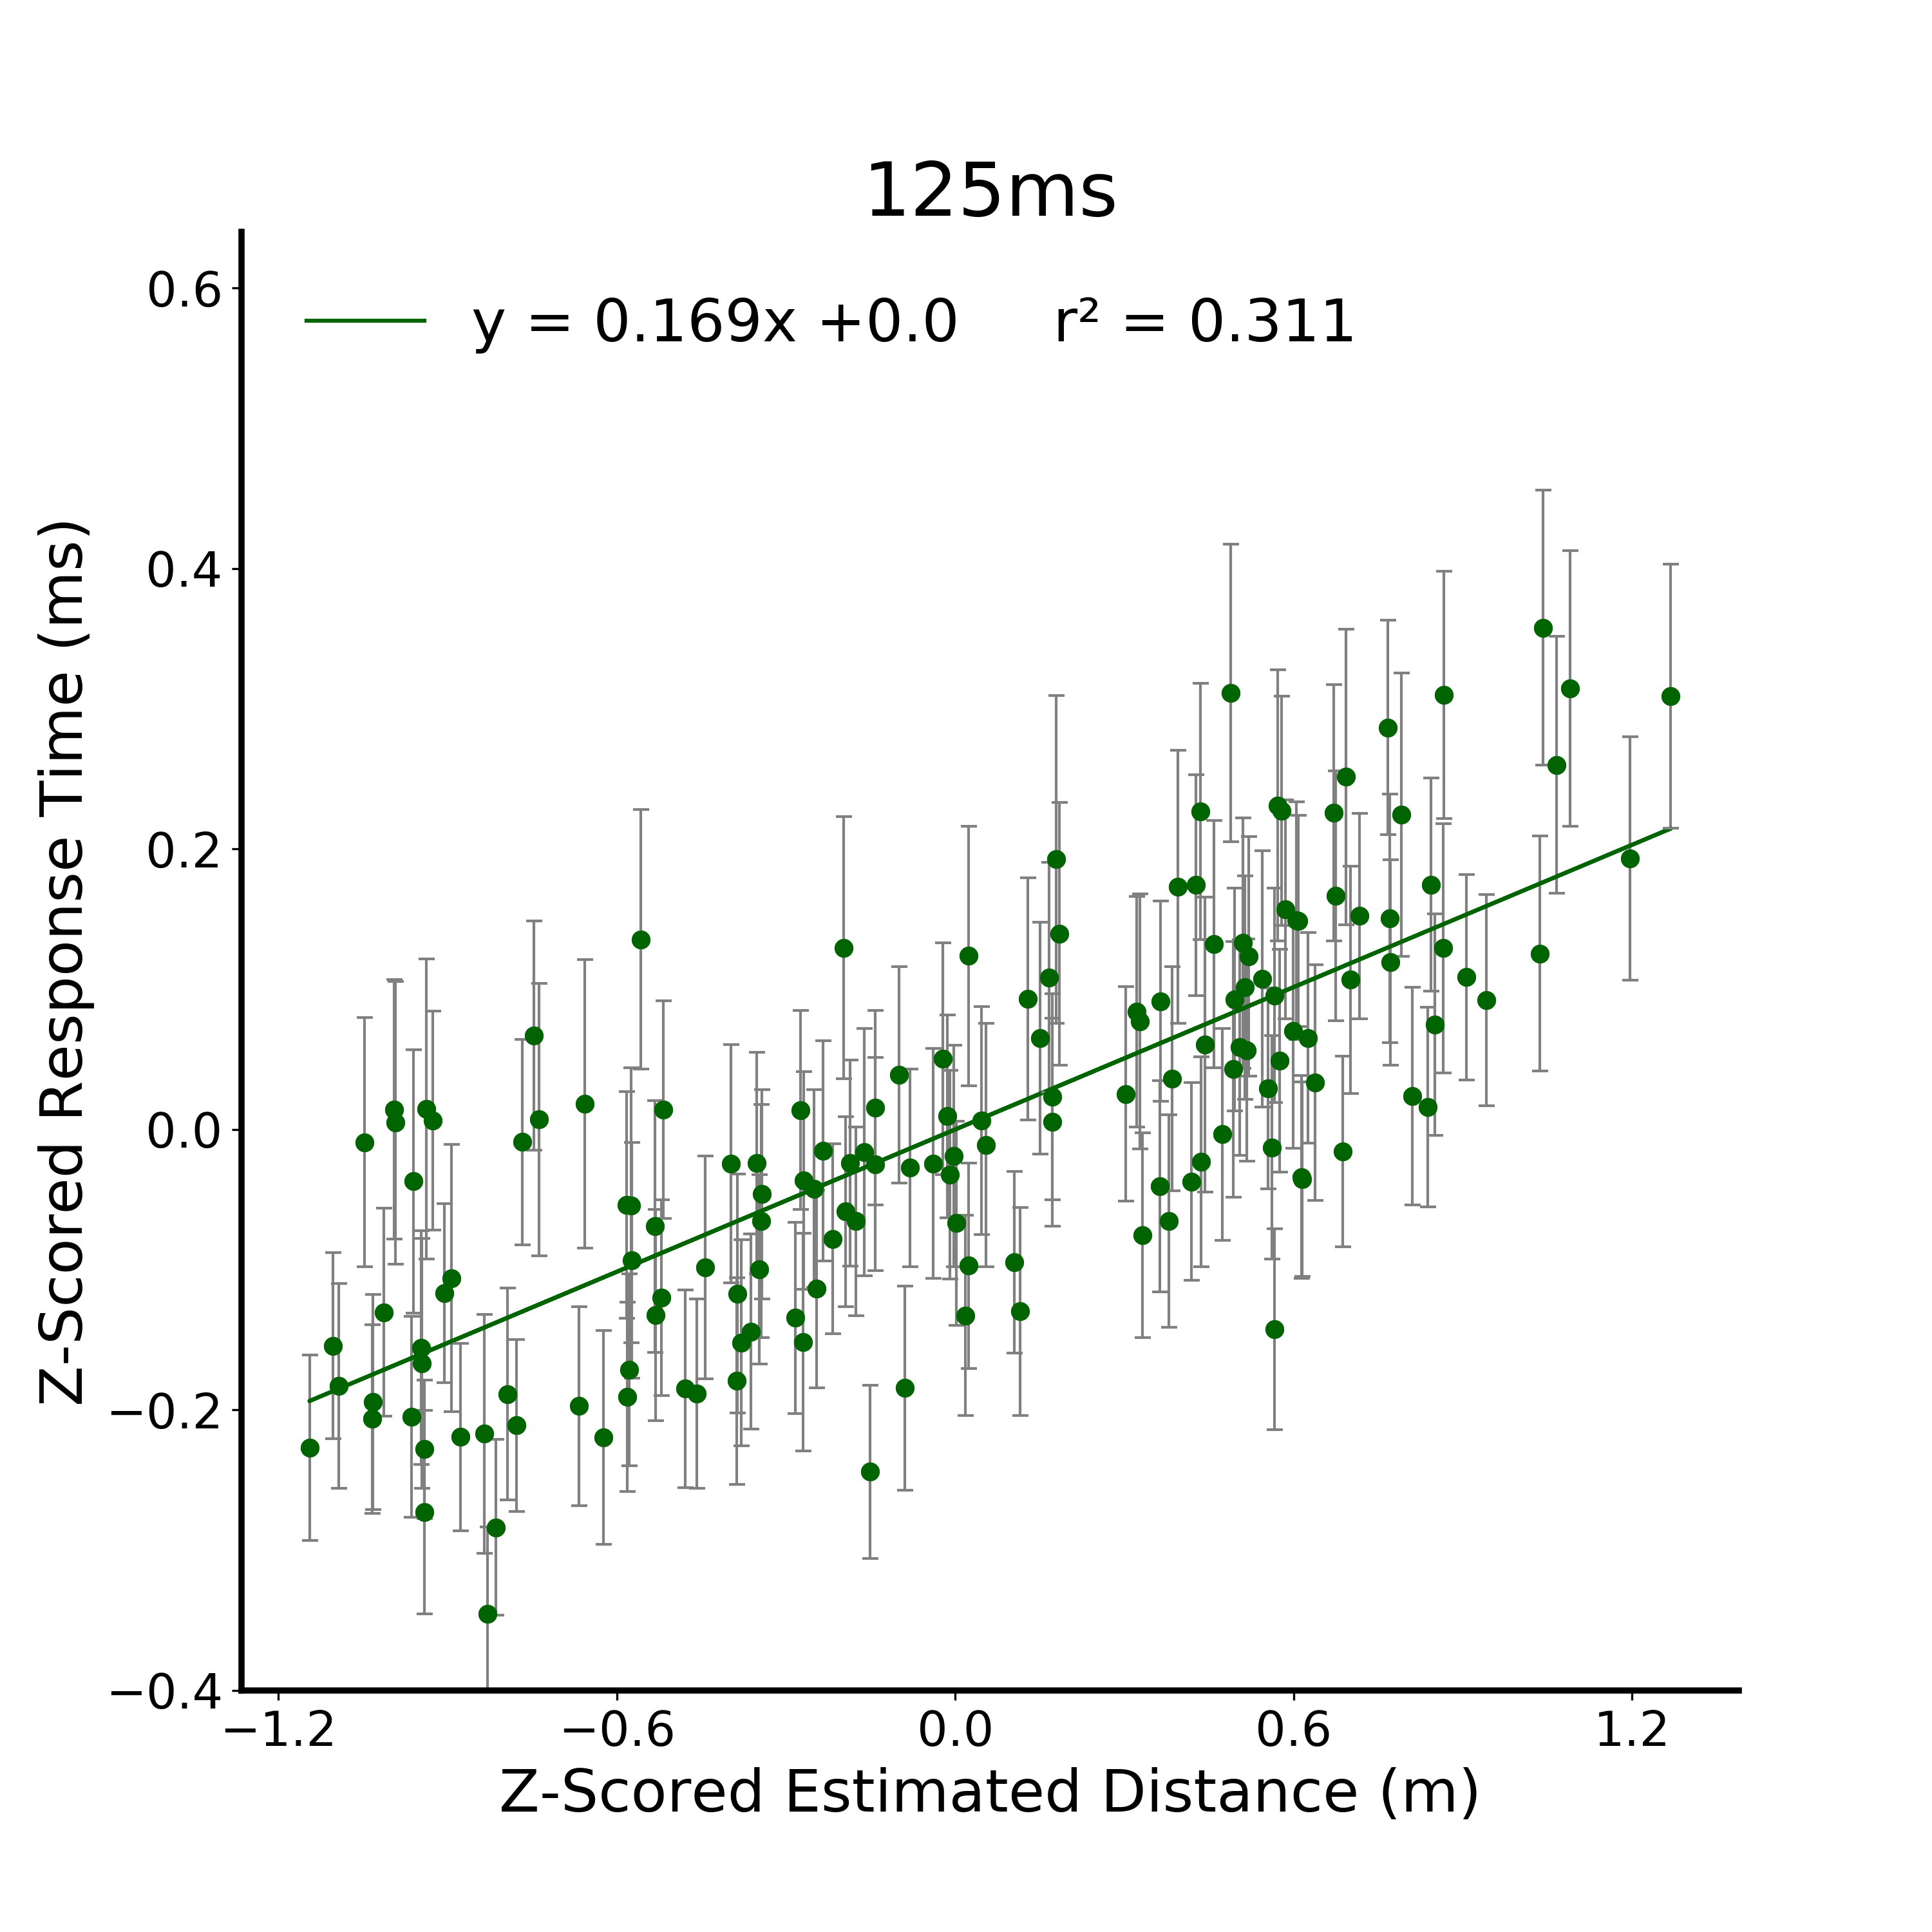 125ms
y = 0.169x +0.0 r² = 0.311
Z-Scored Response Time (ms)
0.6
0.4
0.2
0.0
−0.2
−0.4
−1.2 −0.6 0.0 0.6 1.2
Z-Scored Estimated Distance (m)